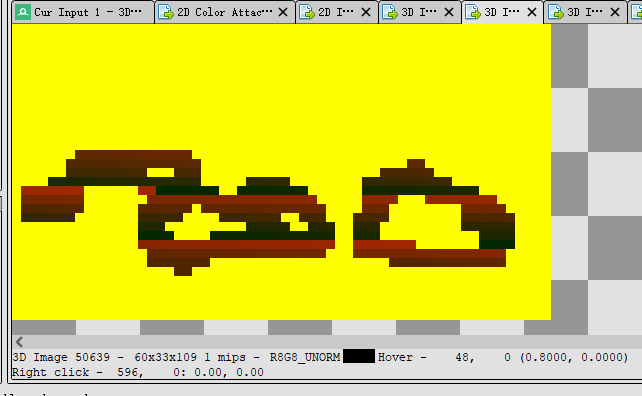 Cur Input 1 - 3D··· 2D Color Attac··· 2D I··· 3D I··· 3D I··· 3D I···
3D Image 50639 - 60x33x109 1 mips - R8G8_UNORM Hover - 48, 0 (0.8000, 0.0000)
Right click - 596, 0: 0.00, 0.00